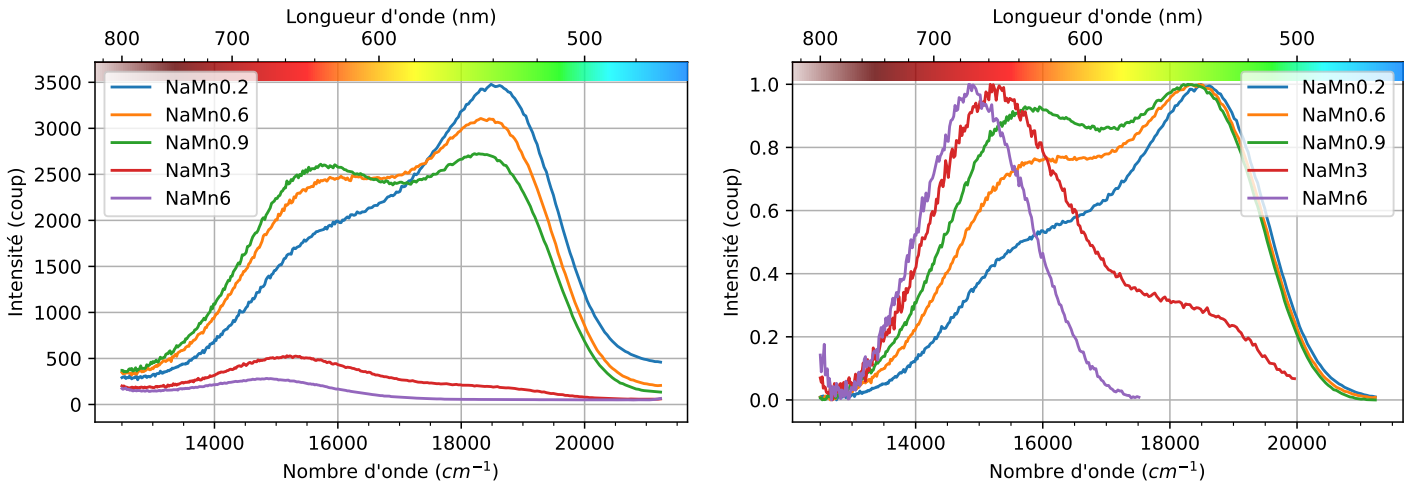 Longueur d'onde (nm)
800 700 600 500
3500
3000
2500
2000
1500
1000
500
0
Intensité (coup)
NaMn0.2
NaMn0.6
NaMn0.9
NaMn3
NaMn6
14000 16000 18000 20000
Nombre d'onde (cm⁻¹)
Longueur d'onde (nm)
800 700 600 500
1.0
0.8
0.6
0.4
0.2
0.0
Intensité (coup)
NaMn0.2
NaMn0.6
NaMn0.9
NaMn3
NaMn6
14000 16000 18000 20000
Nombre d'onde (cm⁻¹)